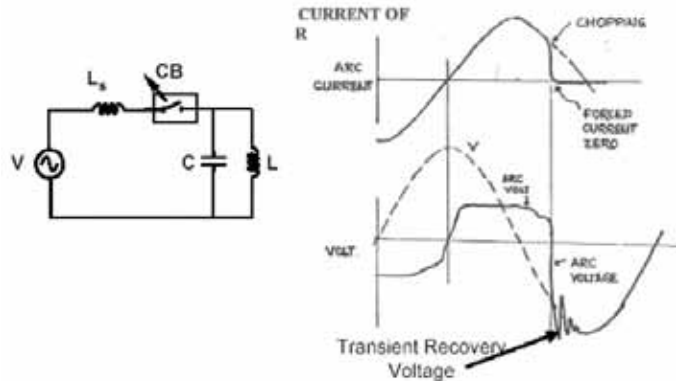 CURRENT OF
R
CHOPPING
ARC
CURRENT
FORCED
CURRENT
ZERO
Ls
CB
V
C
L
V
ARC
VOLT
VOLT.
ARC
VOLTAGE
Transient Recovery
Voltage